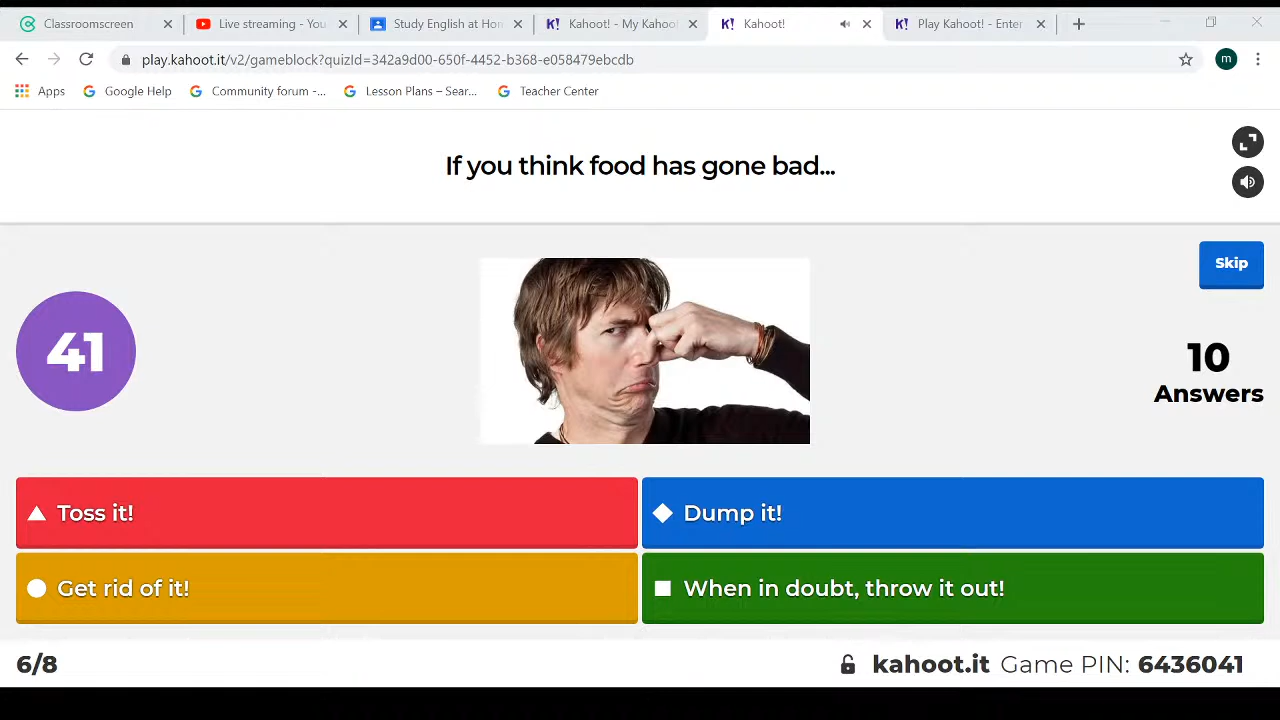 Classroomscreen
Live streaming - You
Study English at Hom
K! Kahoot! - My Kahoo
K! Kahoot!
K! Play Kahoot! - Enter
play.kahoot.it/v2/gameblock?quizId=342a9d00-650f-4452-b368-e058479ebcdb
m
Apps
Google Help
Community forum -...
Lesson Plans – Sear...
Teacher Center
If you think food has gone bad...
Skip
41
10
Answers
Toss it!
Dump it!
Get rid of it!
When in doubt, throw it out!
6/8
kahoot.it Game PIN: 6436041